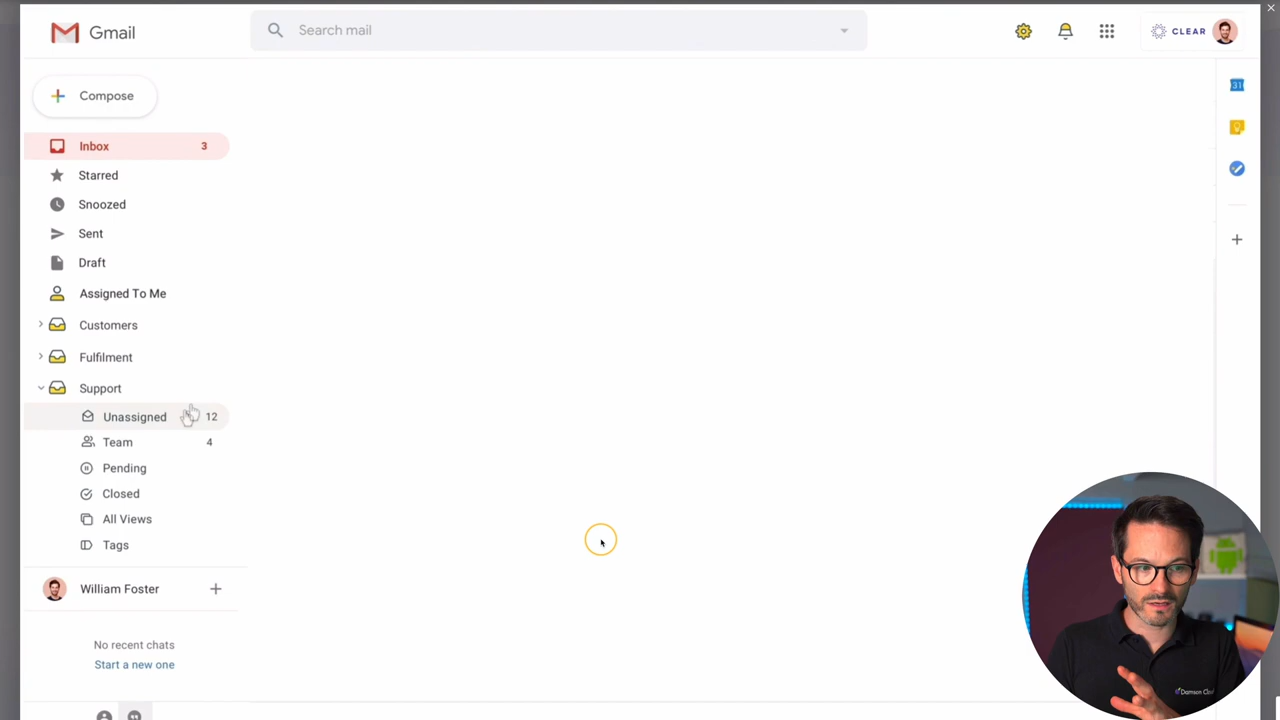 Gmail
Search mail
CLEAR
Compose
31
Inbox 3
Starred
Snoozed
Sent
Draft
Assigned To Me
Customers
Fulfilment
Support
Unassigned 12
Team 4
Pending
Closed
All Views
Tags
William Foster
No recent chats
Start a new one